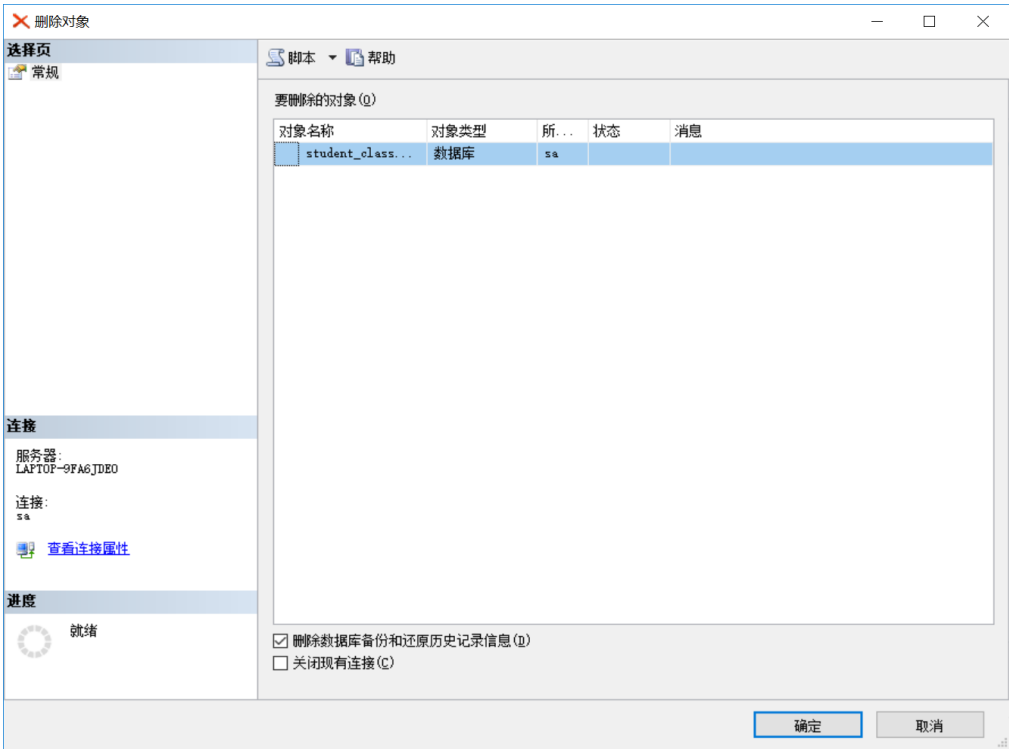 删除对象
选择页
常规
脚本 帮助
要删除的对象(O)
对象名称 对象类型 所... 状态 消息
student_class... 数据库 sa
连接
服务器:
LAPTOP-9FA6JDEO
连接:
sa
查看连接属性
进度
就绪
删除数据库备份和还原历史记录信息(D)
关闭现有连接(C)
确定 取消